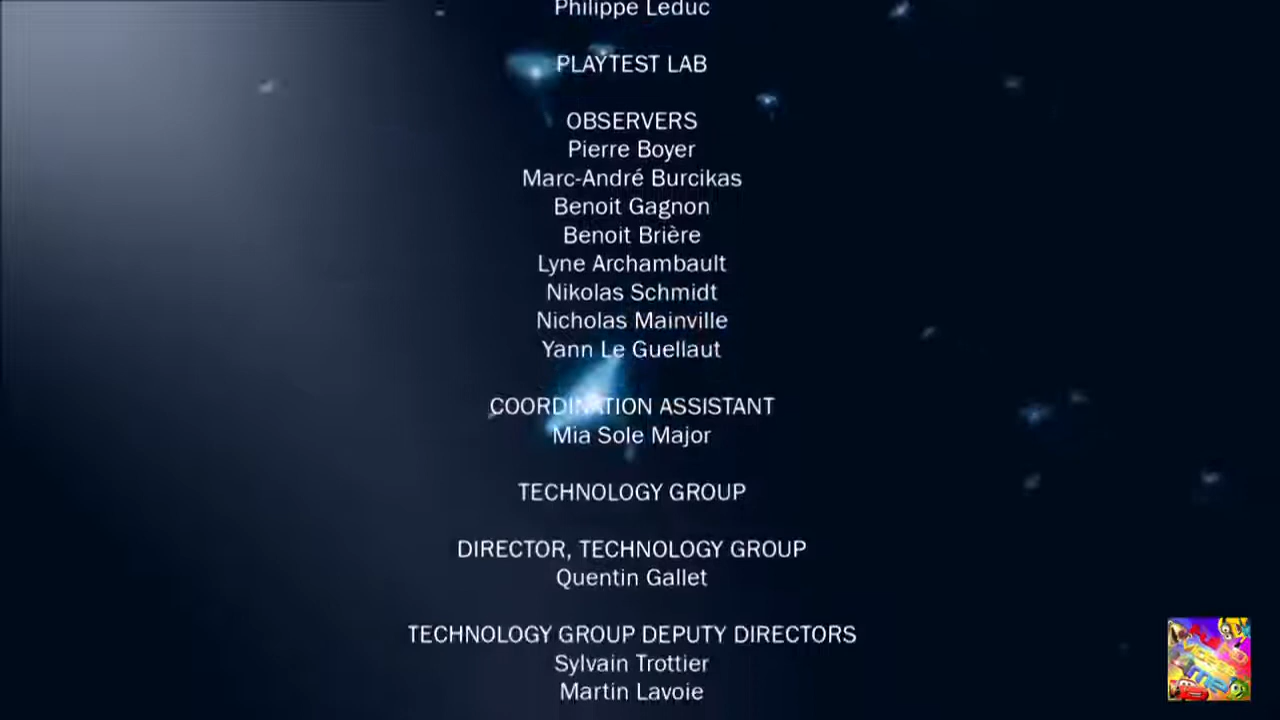 Philippe Leduc
PLAYTEST LAB
OBSERVERS
Pierre Boyer
Marc-André Burcikas
Benoit Gagnon
Benoit Brière
Lyne Archambault
Nikolas Schmidt
Nicholas Mainville
Yann Le Guellaut
COORDINATION ASSISTANT
Mia Sole Major
TECHNOLOGY GROUP
DIRECTOR, TECHNOLOGY GROUP
Quentin Gallet
TECHNOLOGY GROUP DEPUTY DIRECTORS
Sylvain Trottier
Martin Lavoie